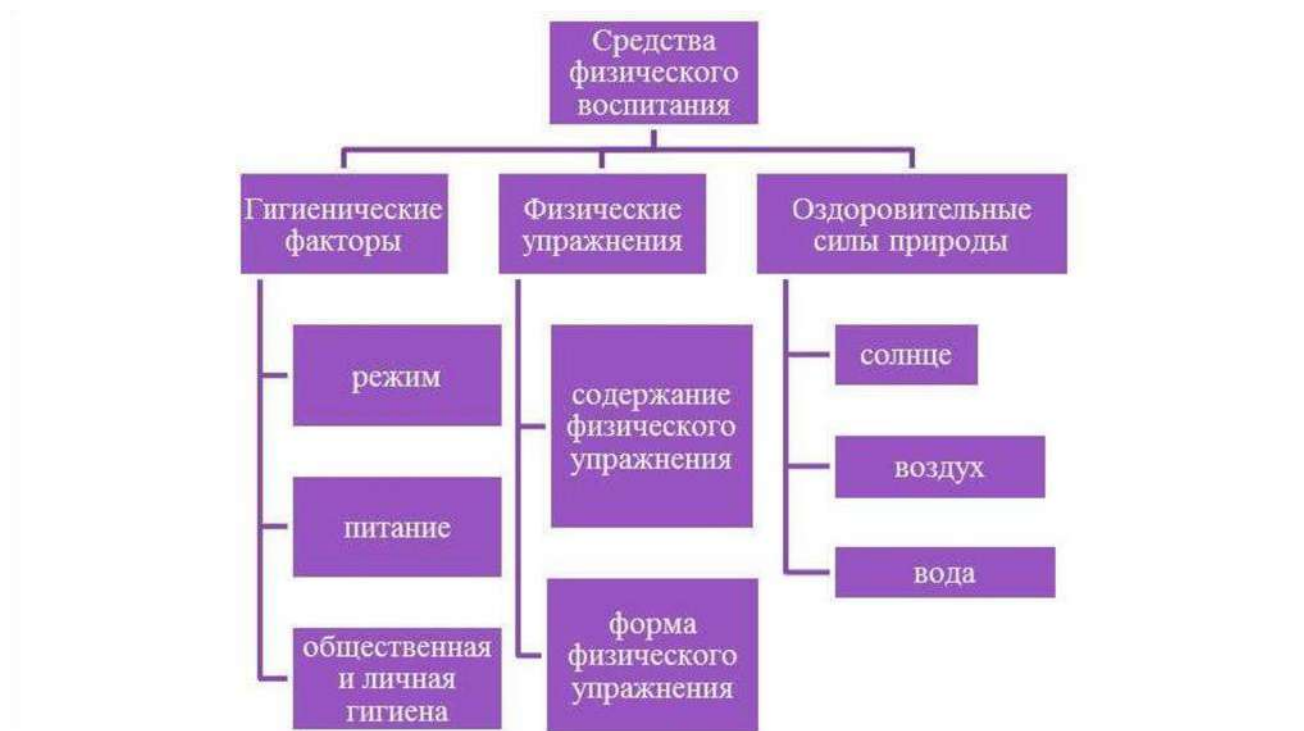 Средства
физического
воспитания
Гигиенические
факторы
режим
питание
общественная
и личная
гигиена
Физические
упражнения
содержание
физического
упражнения
форма
физического
упражнения
Оздоровительные
силы природы
солнце
воздух
вода